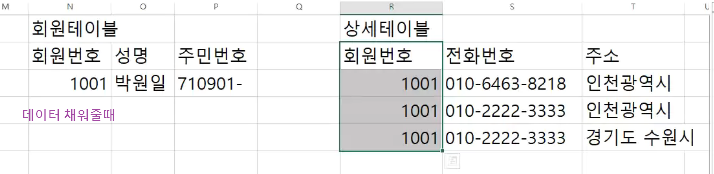 M N O P Q R S T U
회원테이블 상세테이블
회원번호 성명 주민번호 회원번호 전화번호 주소
1001 박원일 710901- 1001 010-6463-8218 인천광역시
데이터 채워줄때 1001 010-2222-3333 인천광역시
1001 010-2222-3333 경기도 수원시